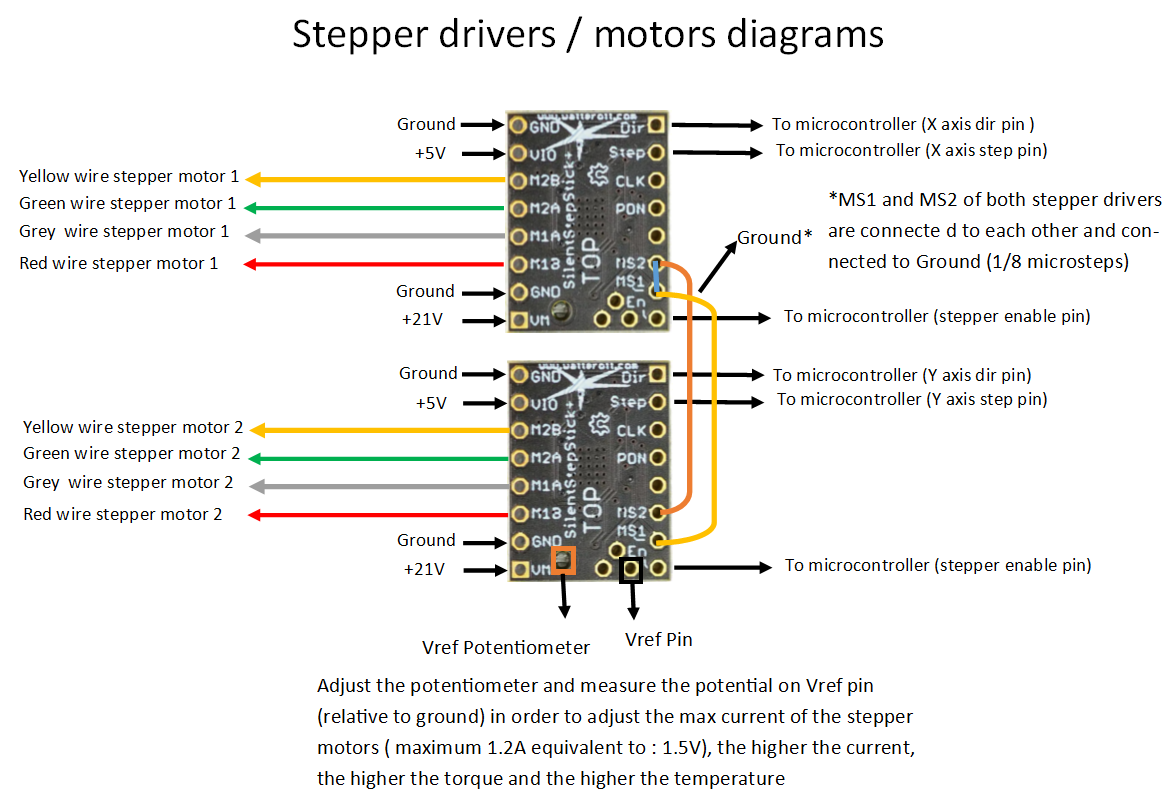 Stepper drivers / motors diagrams
www.watterott.com
Ground GND Dir To microcontroller (X axis dir pin )
+5V VIO Step To microcontroller (X axis step pin)
Yellow wire stepper motor 1 M2B CLK
Green wire stepper motor 1 M2A PDN
Grey  wire stepper motor 1 M1A
Red wire stepper motor 1 M1B MS2
SilentStepStick+
TOP
Ground GND MS1
+21V VM En To microcontroller (stepper enable pin)
Ground*
*MS1 and MS2 of both stepper drivers
are connecte d to each other and con-
nected to Ground (1/8 microsteps)
www.watterott.com
Ground GND Dir To microcontroller (Y axis dir pin)
+5V VIO Step To microcontroller (Y axis step pin)
Yellow wire stepper motor 2 M2B CLK
Green wire stepper motor 2 M2A PDN
Grey  wire stepper motor 2 M1A
Red wire stepper motor 2 M1B MS2
SilentStepStick+
TOP
Ground GND MS1
+21V VM En To microcontroller (stepper enable pin)
Vref Potentiometer
Vref Pin
Adjust the potentiometer and measure the potential on Vref pin
(relative to ground) in order to adjust the max current of the stepper
motors ( maximum 1.2A equivalent to : 1.5V), the higher the current,
the higher the torque and the higher the temperature